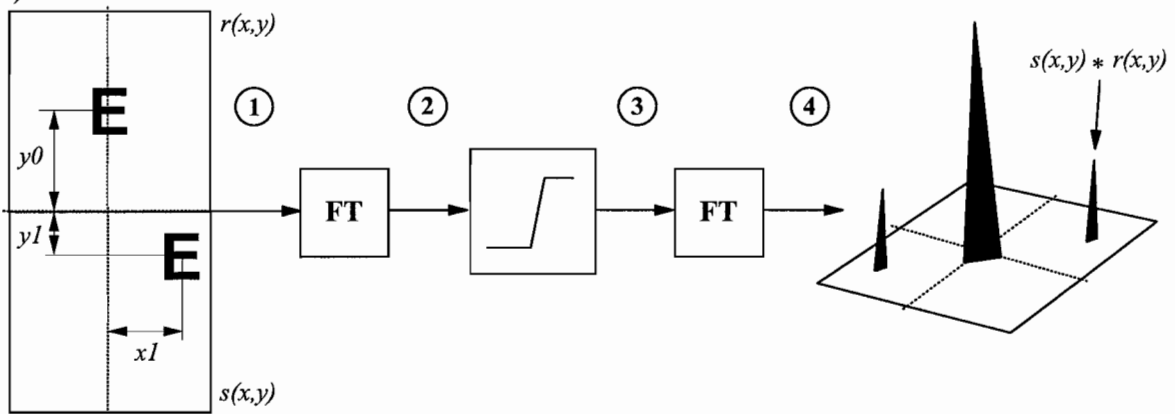 )
r(x,y)
E
y0
y1
E
x1
s(x,y)
1
2
3
4
FT
FT
s(x,y) * r(x,y)